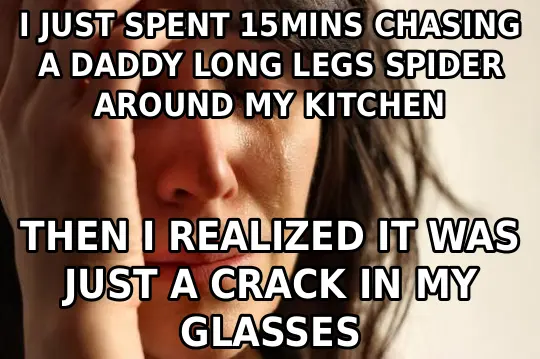 I JUST SPENT 15MINS CHASING
A DADDY LONG LEGS SPIDER
AROUND MY KITCHEN
THEN I REALIZED IT WAS
JUST A CRACK IN MY
GLASSES